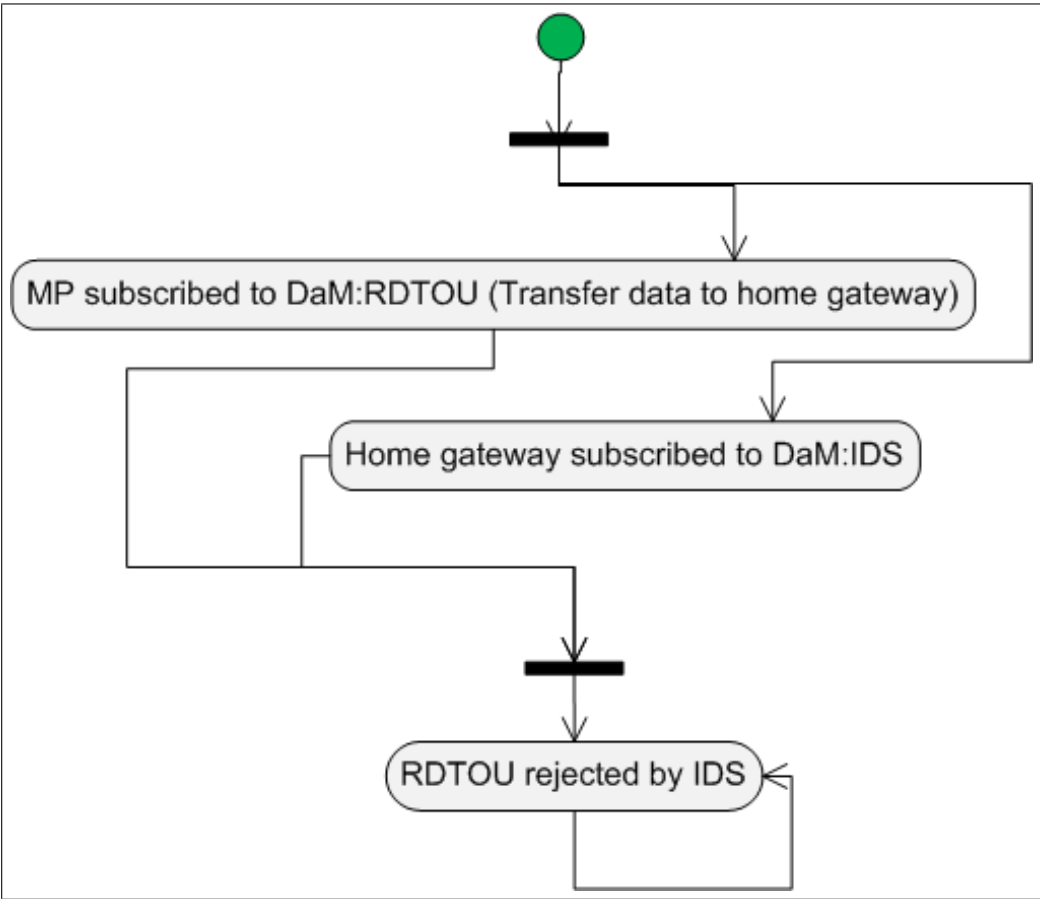 MP subscribed to DaM:RDTOU (Transfer data to home gateway)
Home gateway subscribed to DaM:IDS
RDTOU rejected by IDS